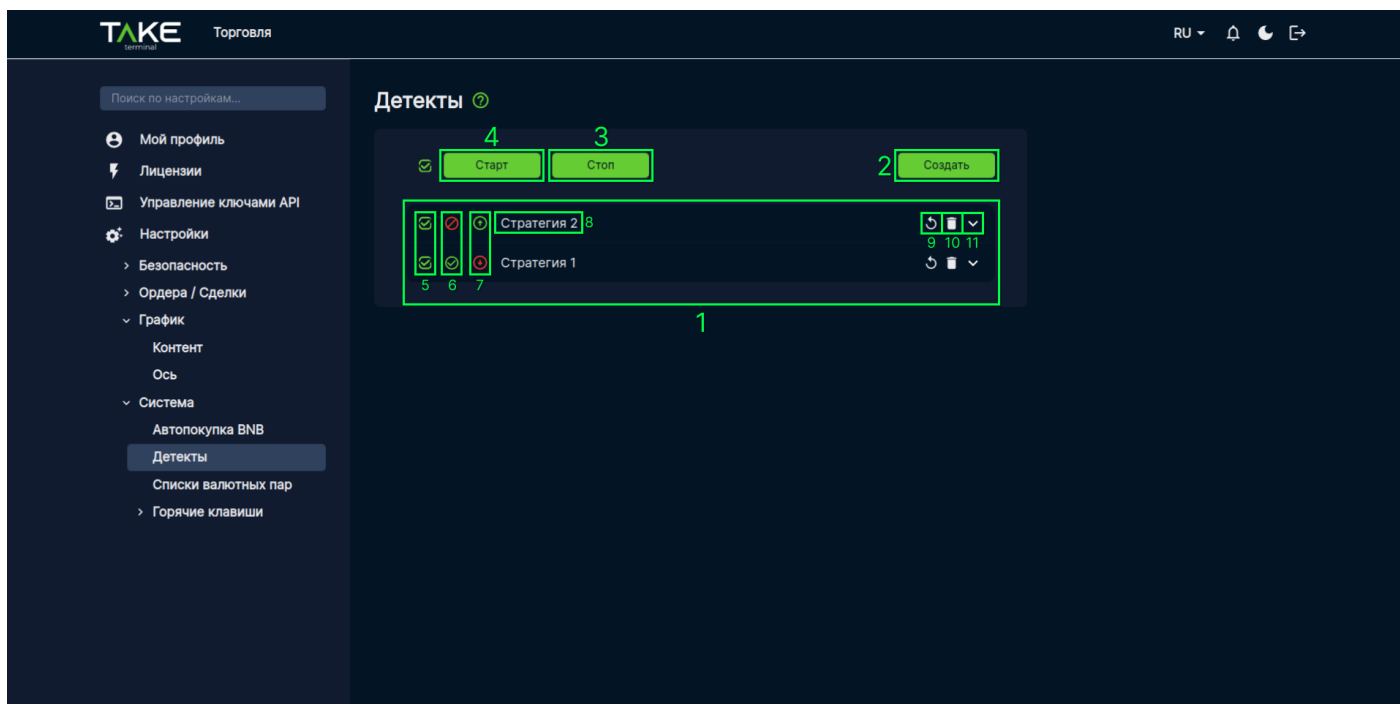 TAKE
terminal
Торговля
RU
Поиск по настройкам...
Мой профиль
Лицензии
Управление ключами API
Настройки
Безопасность
Ордера / Сделки
График
Контент
Ось
Система
Автопокупка BNB
Детекты
Списки валютных пар
Горячие клавиши
Детекты
4 3
Старт Стоп 2 Создать
Стратегия 2 8
9 10 11
Стратегия 1
5 6 7
1